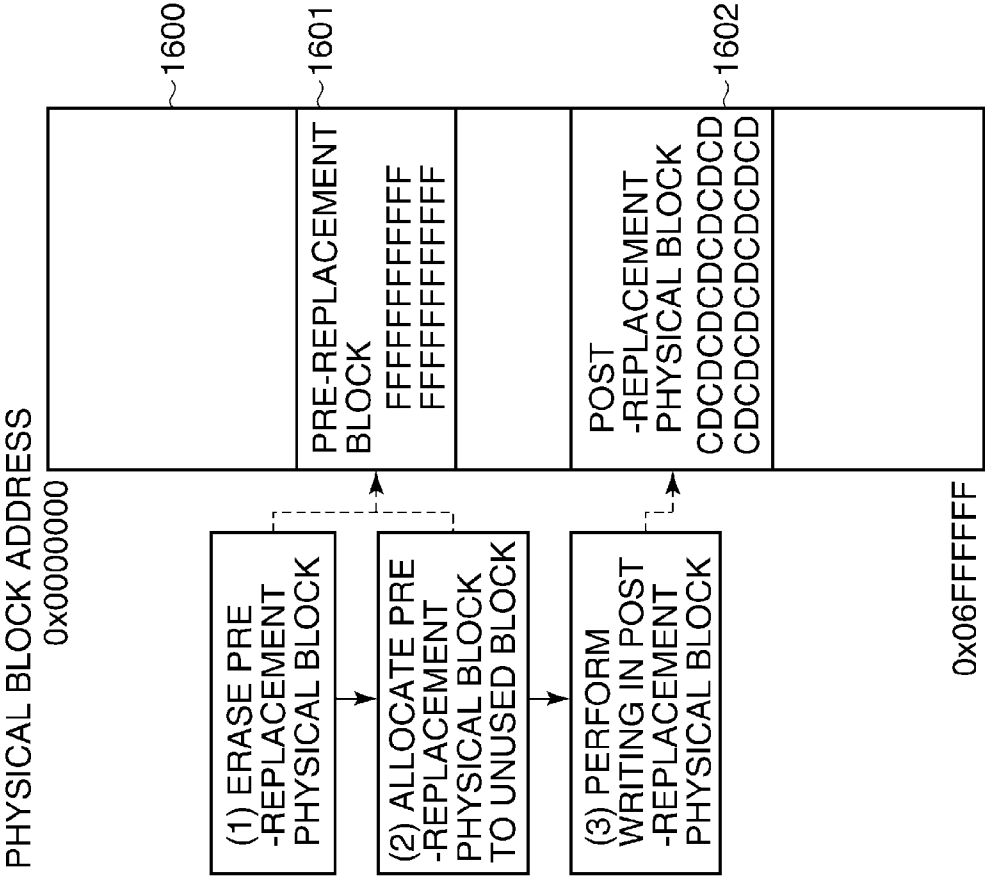 PHYSICAL BLOCK ADDRESS
0x0000000
1600
(1) ERASE PRE
-REPLACEMENT
PHYSICAL BLOCK
PRE-REPLACEMENT
BLOCK
FFFFFFFFFFFF
FFFFFFFFFFFF
1601
(2) ALLOCATE PRE
-REPLACEMENT
PHYSICAL BLOCK
TO UNUSED BLOCK
(3) PERFORM
WRITING IN POST
-REPLACEMENT
PHYSICAL BLOCK
POST
-REPLACEMENT
PHYSICAL BLOCK
CDCDCDCDCDCD
CDCDCDCDCDCD
1602
0x06FFFFFF